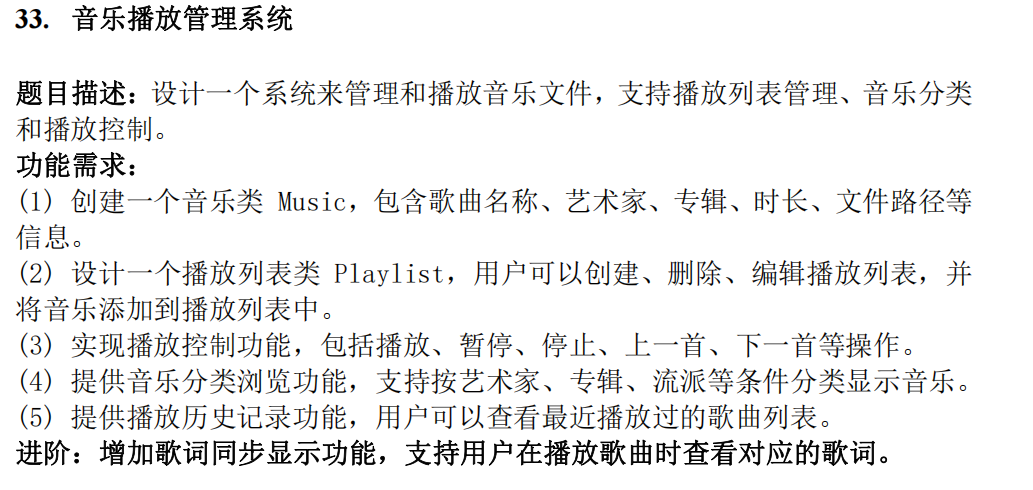 33. 音乐播放管理系统
题目描述：设计一个系统来管理和播放音乐文件，支持播放列表管理、音乐分类
和播放控制。
功能需求：
(1) 创建一个音乐类 Music，包含歌曲名称、艺术家、专辑、时长、文件路径等
信息。
(2) 设计一个播放列表类 Playlist，用户可以创建、删除、编辑播放列表，并
将音乐添加到播放列表中。
(3) 实现播放控制功能，包括播放、暂停、停止、上一首、下一首等操作。
(4) 提供音乐分类浏览功能，支持按艺术家、专辑、流派等条件分类显示音乐。
(5) 提供播放历史记录功能，用户可以查看最近播放过的歌曲列表。
进阶：增加歌词同步显示功能，支持用户在播放歌曲时查看对应的歌词。